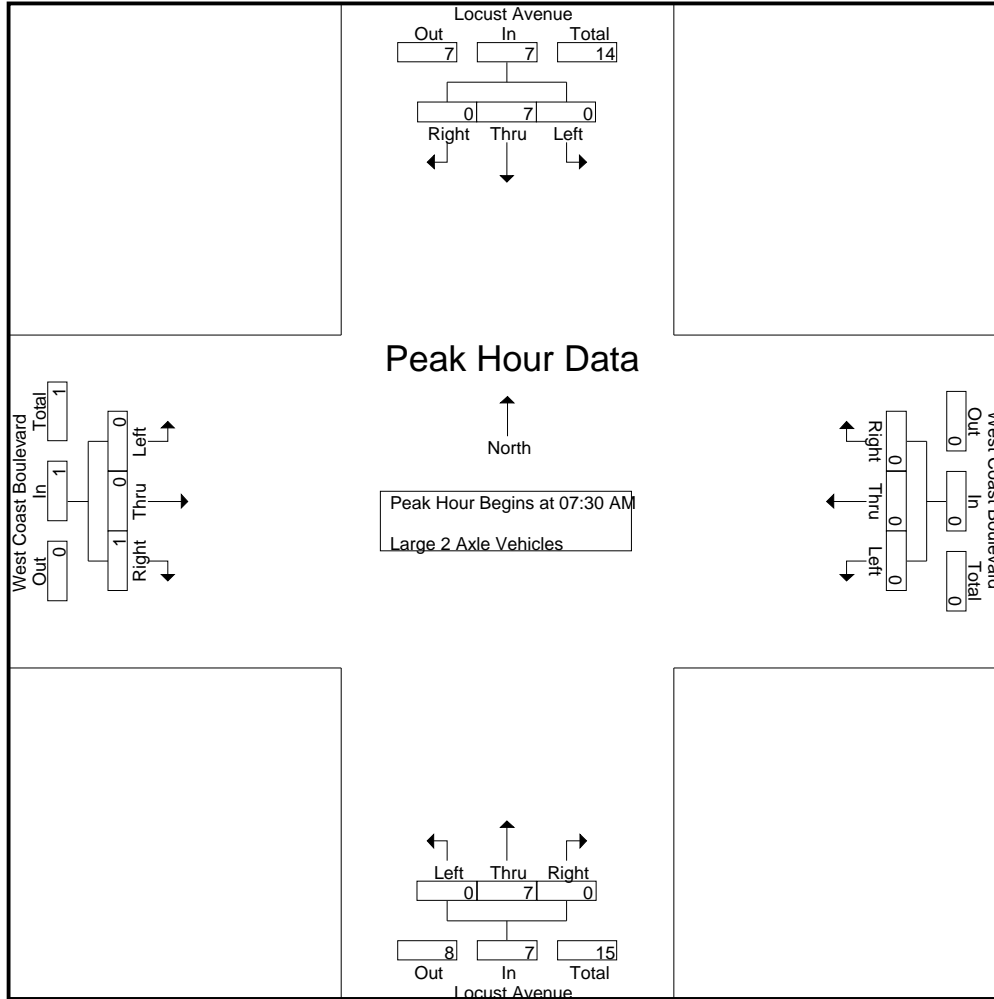 Locust Avenue
Out In Total
7 7 14
0 7 0
Right Thru Left
Peak Hour Data
North
Peak Hour Begins at 07:30 AM
Large 2 Axle Vehicles
West Coast Boulevard
Total In Out
1 1 0
0 0 1
Left Thru Right
West Coast Boulevard
Out In Total
0 0 0
0 0 0
Right Thru Left
Left Thru Right
0 7 0
8 7 15
Out In Total
Locust Avenue